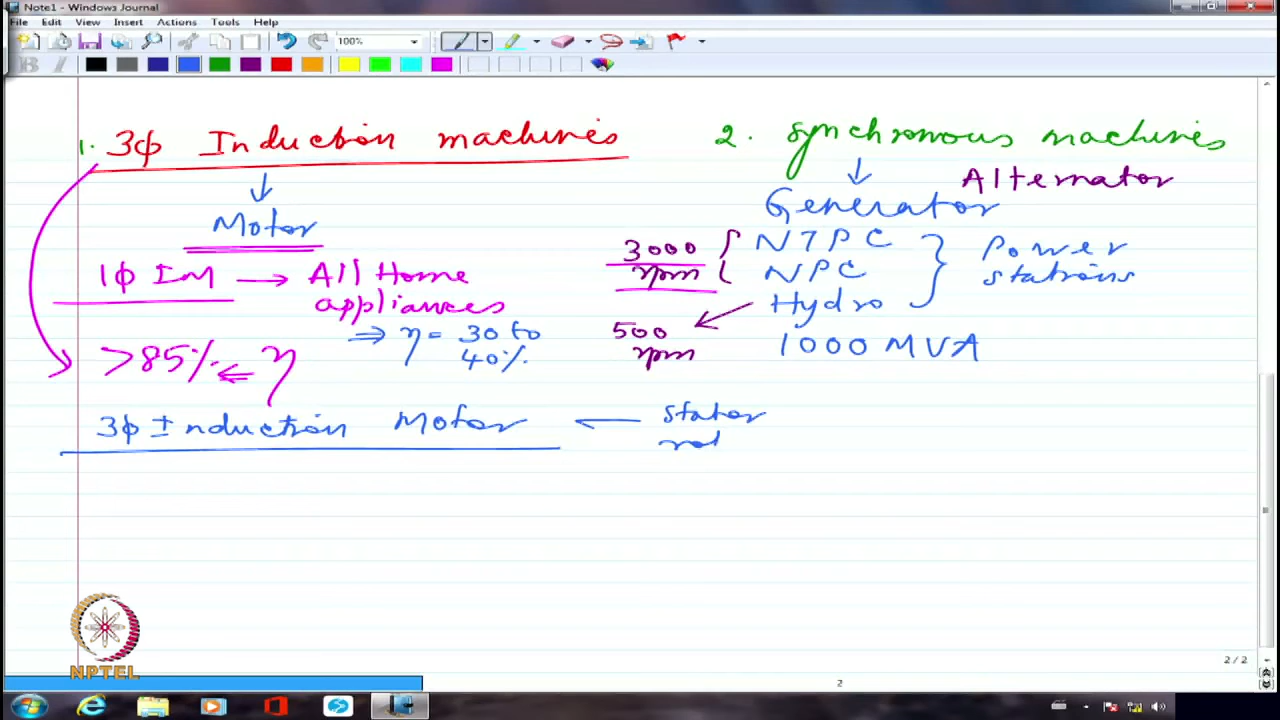 Note1 - Windows Journal
File Edit View Insert Actions Tools Help
100%
B I
1. 3φ Induction machines
Motor
1φ IM → All Home
appliances
⇒ η = 30 to
40%
>85% ⇐ η
2. Synchronous machines
Alternator
Generator
3000
rpm
NTPC
NPC
Hydro
Power
stations
500
rpm
1000 MVA
3φ Induction Motor ← stator
rot
NPTEL
2 / 2
2